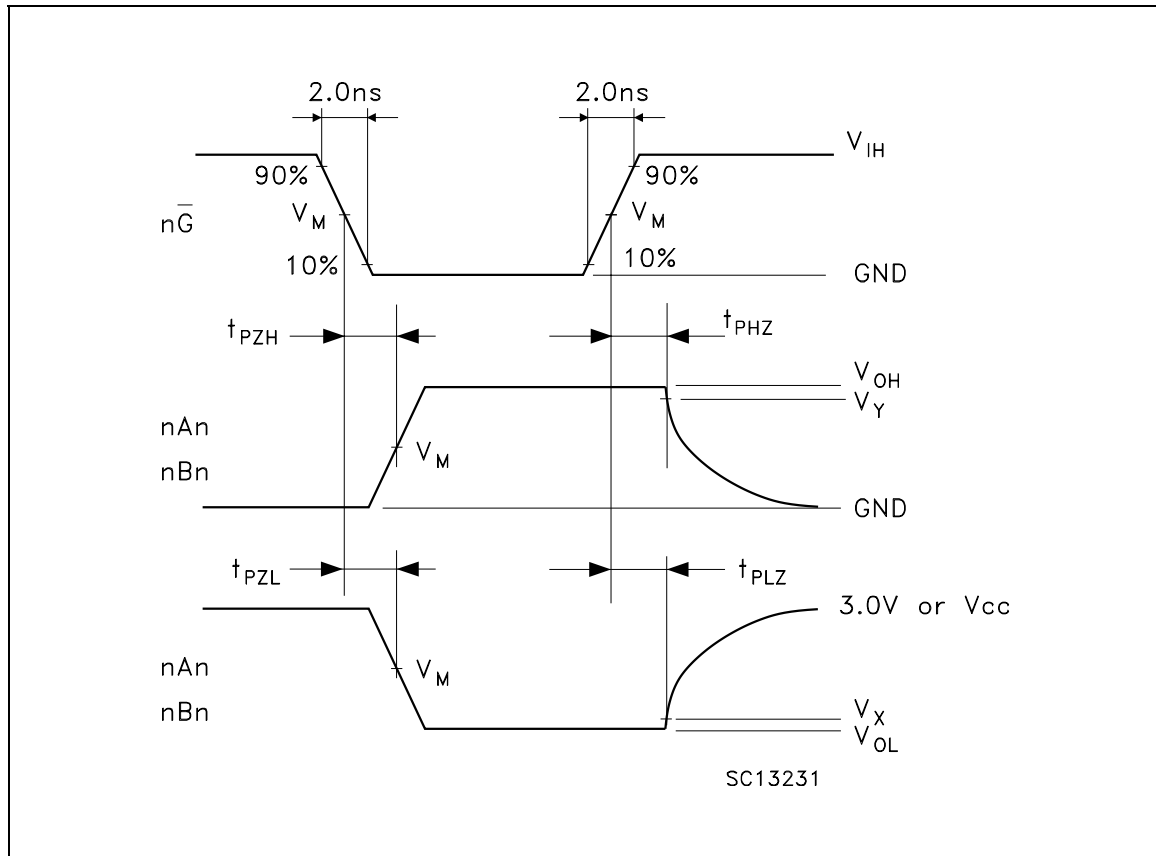 2.0ns 2.0ns
V_IH
90% 90%
nG̅ V_M V_M
10% 10%
GND
t_PZH t_PHZ
V_OH
V_Y
nAn
V_M
nBn
GND
t_PZL t_PLZ
3.0V or Vcc
nAn
V_M
nBn
V_X
V_OL
SC13231